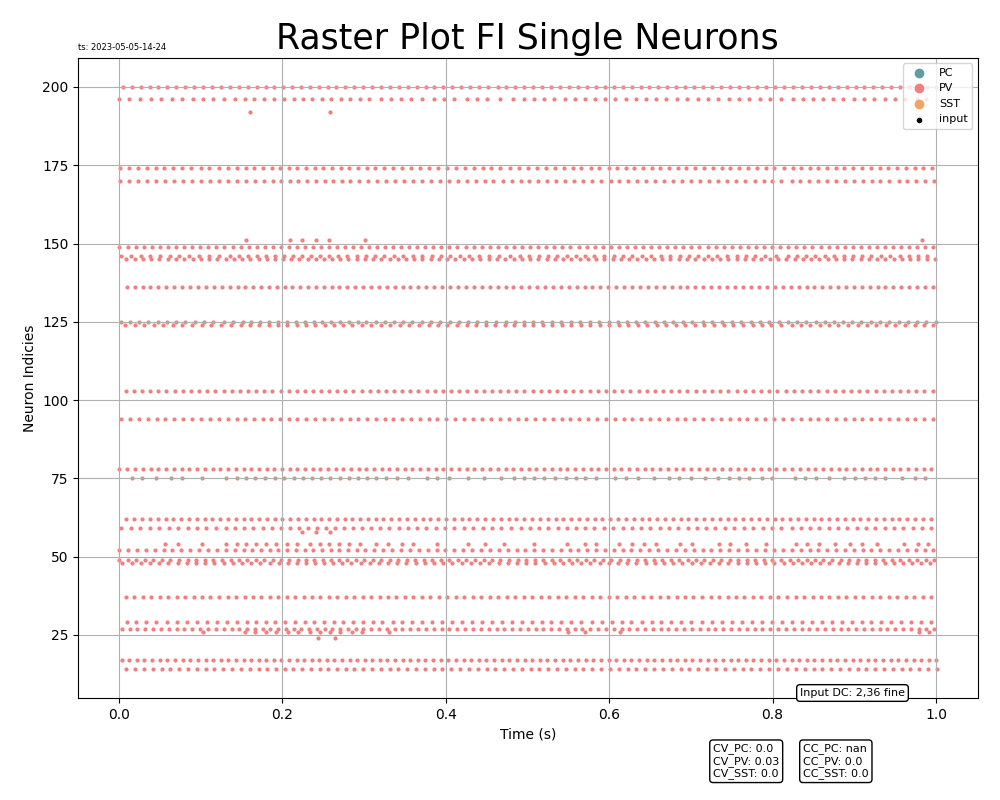 Raster Plot FI Single Neurons
ts: 2023-05-05-14-24
PC
PV
SST
input
200
175
150
125
100
75
50
25
Neuron Indicies
0.0 0.2 0.4 0.6 0.8 1.0
Time (s)
Input DC: 2,36 fine
CV_PC: 0.0
CV_PV: 0.03
CV_SST: 0.0
CC_PC: nan
CC_PV: 0.0
CC_SST: 0.0